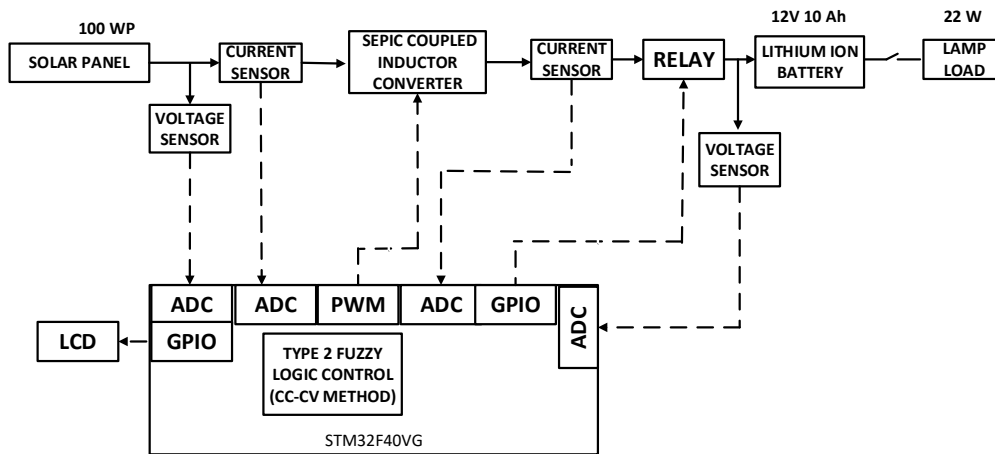 100 WP
12V 10 Ah
22 W
SOLAR PANEL
CURRENT
SENSOR
SEPIC COUPLED
INDUCTOR
CONVERTER
CURRENT
SENSOR
RELAY
LITHIUM ION
BATTERY
LAMP
LOAD
VOLTAGE
SENSOR
VOLTAGE
SENSOR
ADC
ADC
PWM
ADC
GPIO
ADC
LCD
GPIO
TYPE 2 FUZZY
LOGIC CONTROL
(CC-CV METHOD)
STM32F40VG